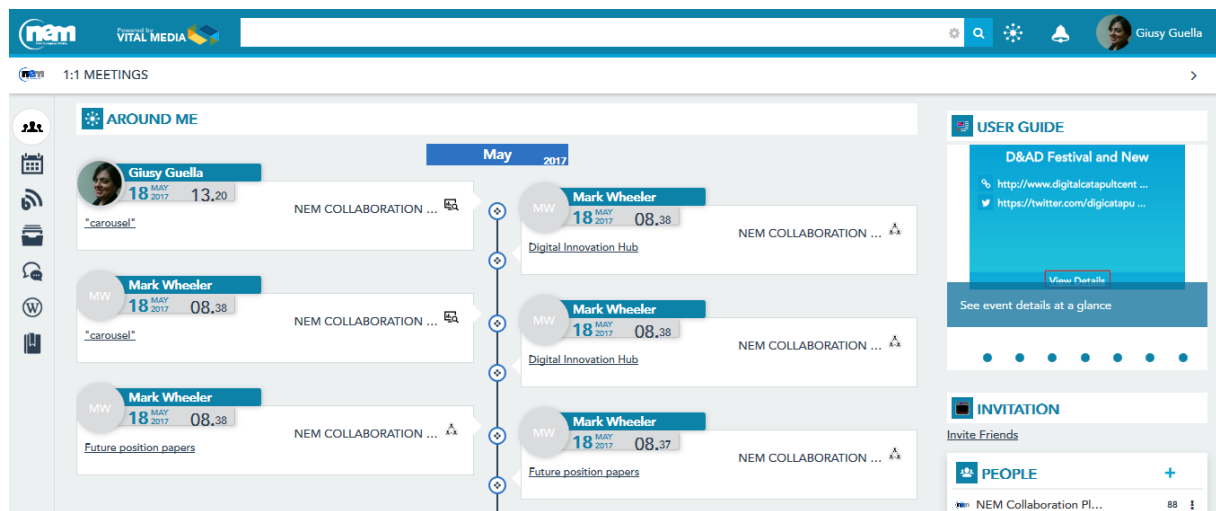 nem
Powered by
VITAL MEDIA
Giusy Guella
nem
1:1 MEETINGS
AROUND ME
May 2017
Giusy Guella
18 MAY 2017 13.20
NEM COLLABORATION ...
"carousel"
MW
Mark Wheeler
18 MAY 2017 08.38
NEM COLLABORATION ...
Digital Innovation Hub
MW
Mark Wheeler
18 MAY 2017 08.38
NEM COLLABORATION ...
"carousel"
MW
Mark Wheeler
18 MAY 2017 08.38
NEM COLLABORATION ...
Digital Innovation Hub
MW
Mark Wheeler
18 MAY 2017 08.38
NEM COLLABORATION ...
Future position papers
MW
Mark Wheeler
18 MAY 2017 08.37
NEM COLLABORATION ...
Future position papers
USER GUIDE
D&AD Festival and New
http://www.digitalcatapultcent ...
https://twitter.com/digicatapu ...
View Details
See event details at a glance
INVITATION
Invite Friends
PEOPLE +
nem NEM Collaboration Pl... 88